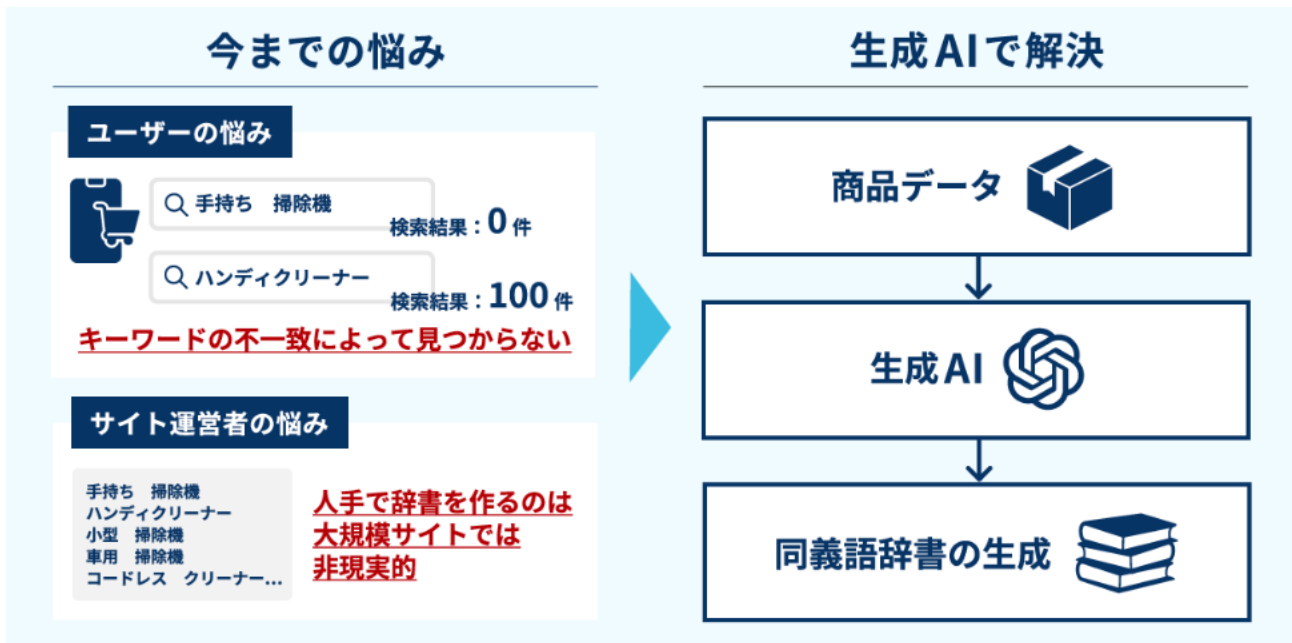 今までの悩み
ユーザーの悩み
手持ち　掃除機
検索結果：0件
ハンディクリーナー
検索結果：100件
キーワードの不一致によって見つからない
サイト運営者の悩み
手持ち　掃除機
ハンディクリーナー
小型　掃除機
車用　掃除機
コードレス　クリーナー...
人手で辞書を作るのは
大規模サイトでは
非現実的
生成AIで解決
商品データ
生成AI
同義語辞書の生成